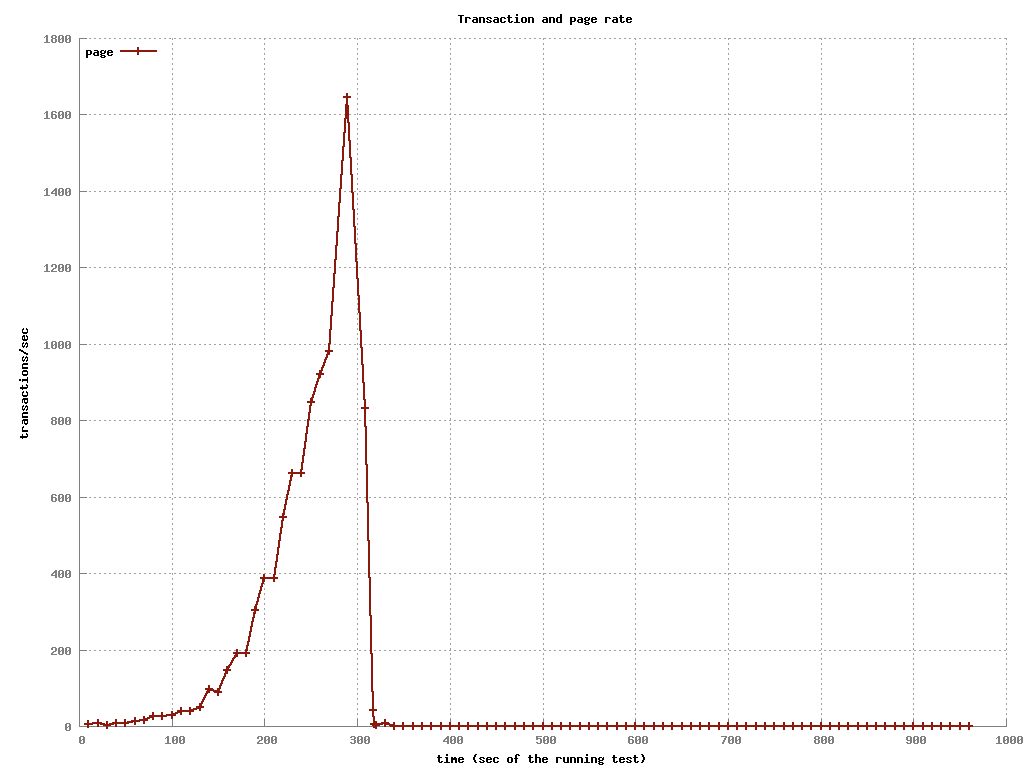 Transaction and page rate
page
1800
1600
1400
1200
1000
800
600
400
200
0
transactions/sec
0 100 200 300 400 500 600 700 800 900 1000
time (sec of the running test)